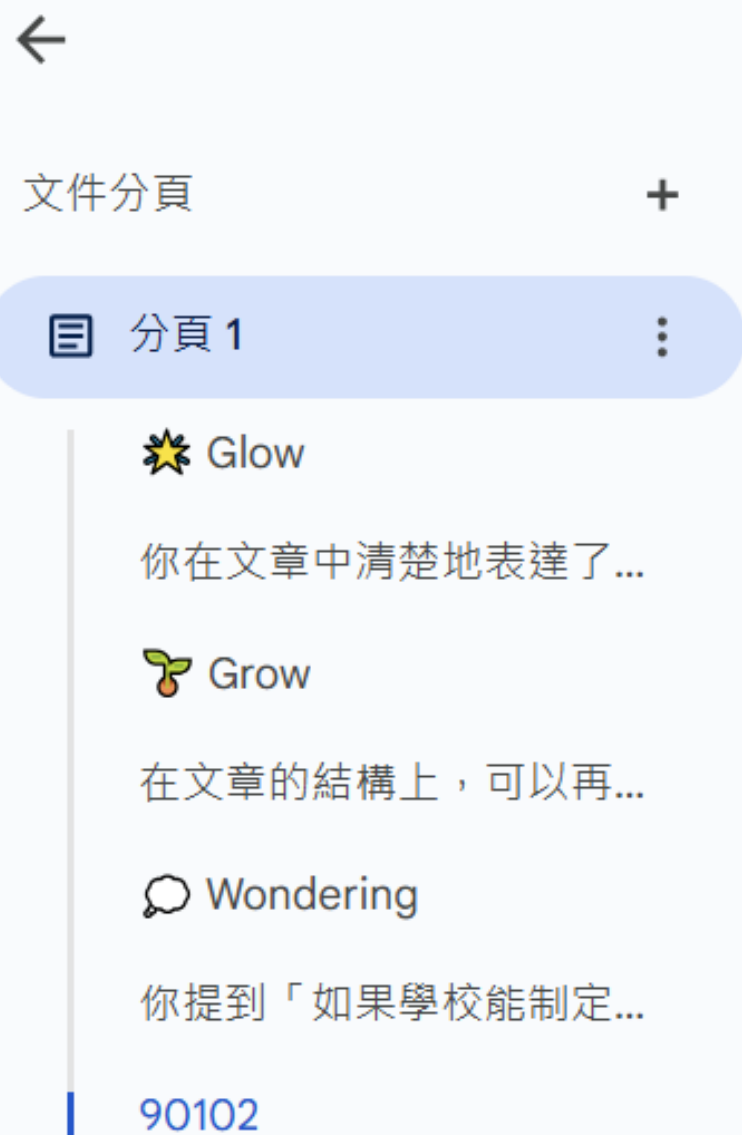 文件分頁
分頁 1
🌟 Glow
你在文章中清楚地表達了...
🌱 Grow
在文章的結構上，可以再...
💭 Wondering
你提到「如果學校能制定...
90102